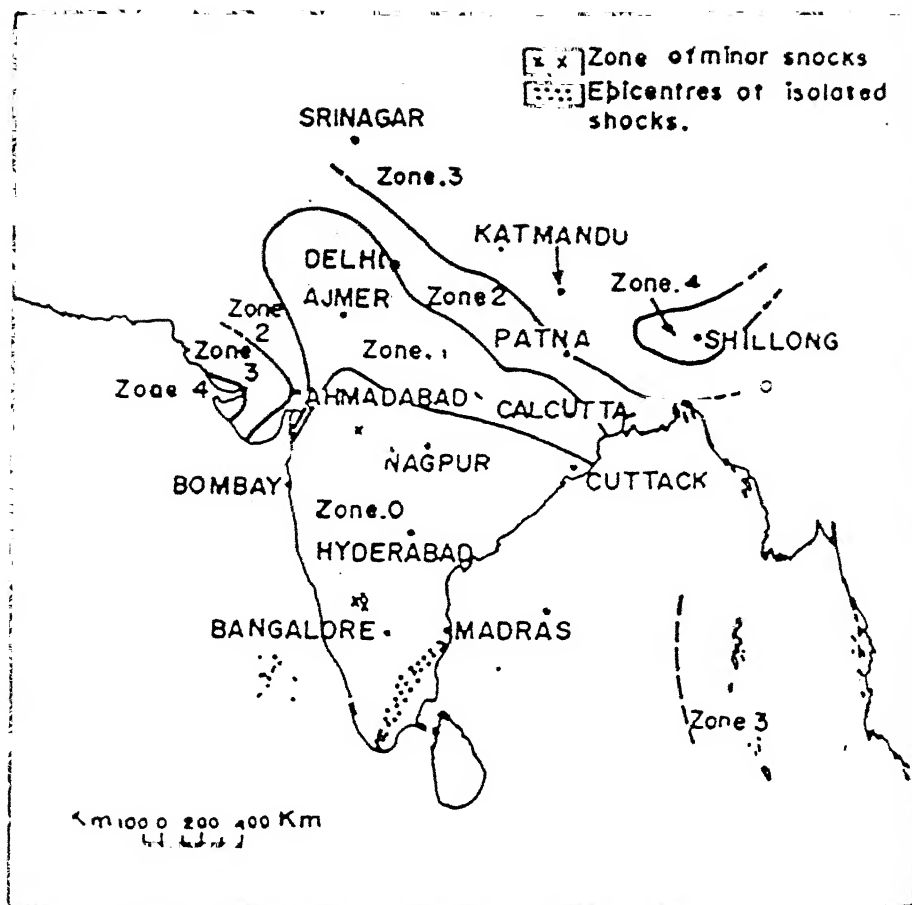 x x Zone of minor snocks
Epicentres of isolated
shocks.
SRINAGAR
Zone.3
KATMANDU
DELHI
Zone.4
AJMER
Zone 2
Zone
2
PATNA
SHILLONG
Zone
3
Zone.1
Zone 4
AHMADABAD
CALCUTTA
NAGPUR
BOMBAY
CUTTACK
Zone.0
HYDERABAD
BANGALORE
MADRAS
Zone 3
Km 100 0 200 400 Km